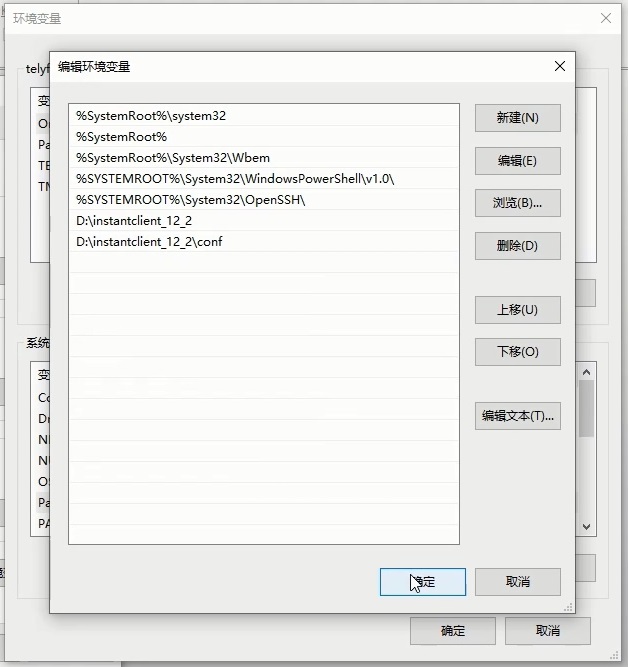 环境变量
编辑环境变量
%SystemRoot%\system32
%SystemRoot%
%SystemRoot%\System32\Wbem
%SYSTEMROOT%\System32\WindowsPowerShell\v1.0\
%SYSTEMROOT%\System32\OpenSSH\
D:\instantclient_12_2
D:\instantclient_12_2\conf
新建(N)
编辑(E)
浏览(B)...
删除(D)
上移(U)
下移(O)
编辑文本(T)...
确定
取消
系统
变
Pa
TE
变
Co
NI
OS
Pa
PA
确定
取消